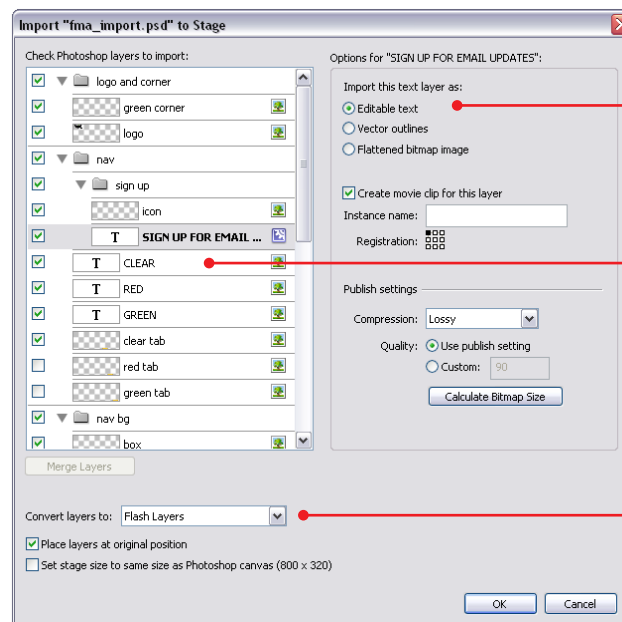 Import "fma_import.psd" to Stage
Check Photoshop layers to import:
logo and corner
green corner
logo
nav
sign up
icon
T SIGN UP FOR EMAIL ...
T CLEAR
T RED
T GREEN
clear tab
red tab
green tab
nav bg
box
Merge Layers
Options for "SIGN UP FOR EMAIL UPDATES":
Import this text layer as:
Editable text
Vector outlines
Flattened bitmap image
Create movie clip for this layer
Instance name:
Registration:
Publish settings
Compression: Lossy
Quality: Use publish setting
Custom: 90
Calculate Bitmap Size
Convert layers to: Flash Layers
Place layers at original position
Set stage size to same size as Photoshop canvas (800 x 320)
OK Cancel